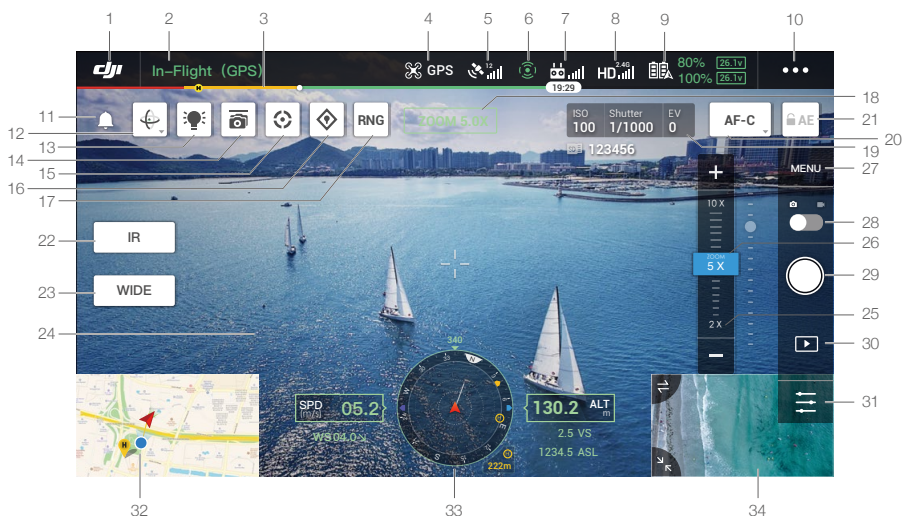 1 2 3 4 5 6 7 8 9 10
dji In-Flight (GPS) GPS 12 HD 2.4G 80% 26.1v
100% 26.1v
19:29
11 12 13 14 15 16 17
RNG ZOOM 5.0X
ISO Shutter EV
100 1/1000 0
AF-C AE
123456
18 19 20 21
MENU
27
+
10 X
28
22 IR
26
ZOOM
5 X
29
23 WIDE
24
2 X 25
30
340
N
SPD 05.2
(m/s)
WS 04.0
130.2 ALT
m
2.5 VS
1234.5 ASL
E
S
222m
H
31
32 33 34